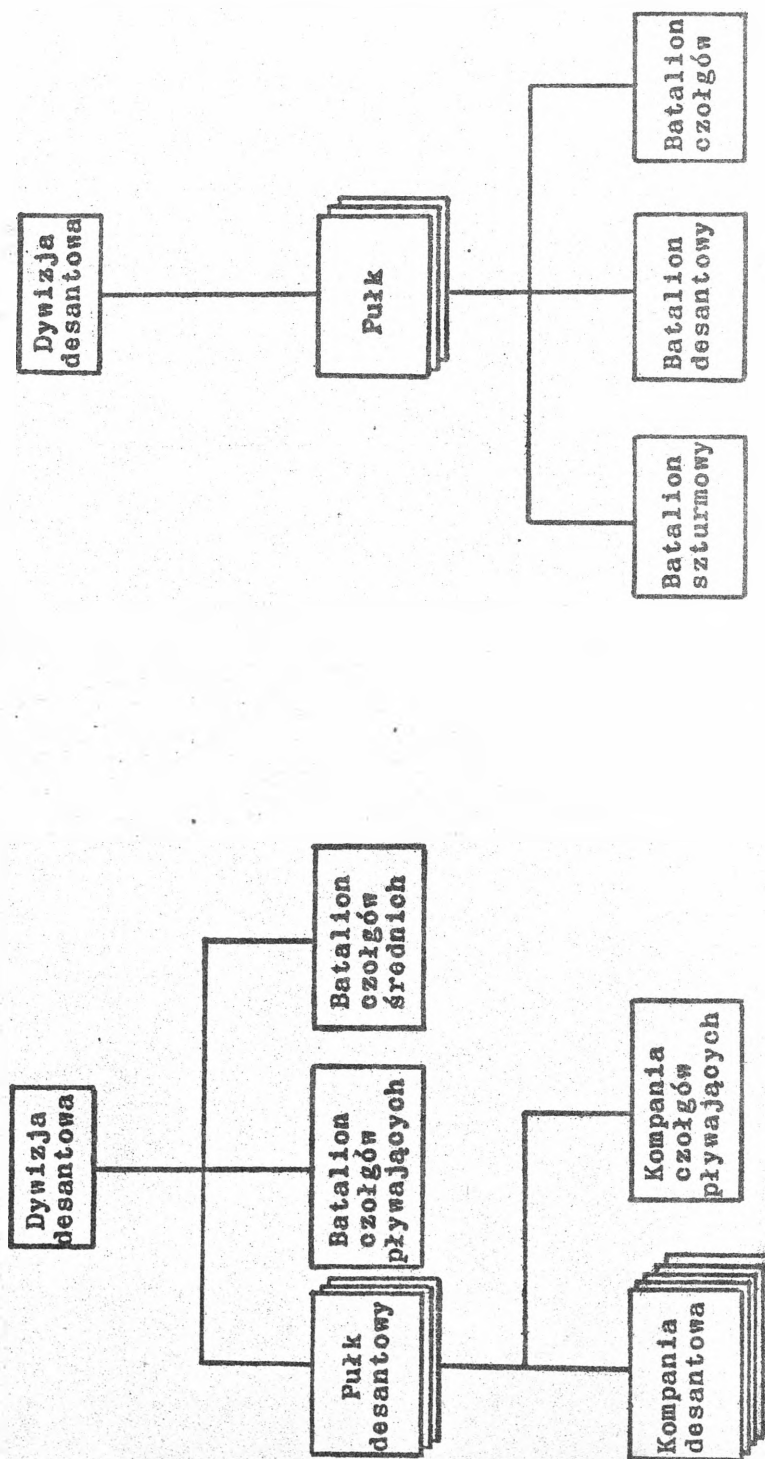 Dywizja
desantowa
Pułk
desantowy
Batalion
czołgów
pływających
Batalion
czołgów
średnich
Kompania
desantowa
Kompania
czołgów
pływających
Dywizja
desantowa
Pułk
Batalion
szturmowy
Batalion
desantowy
Batalion
czołgów